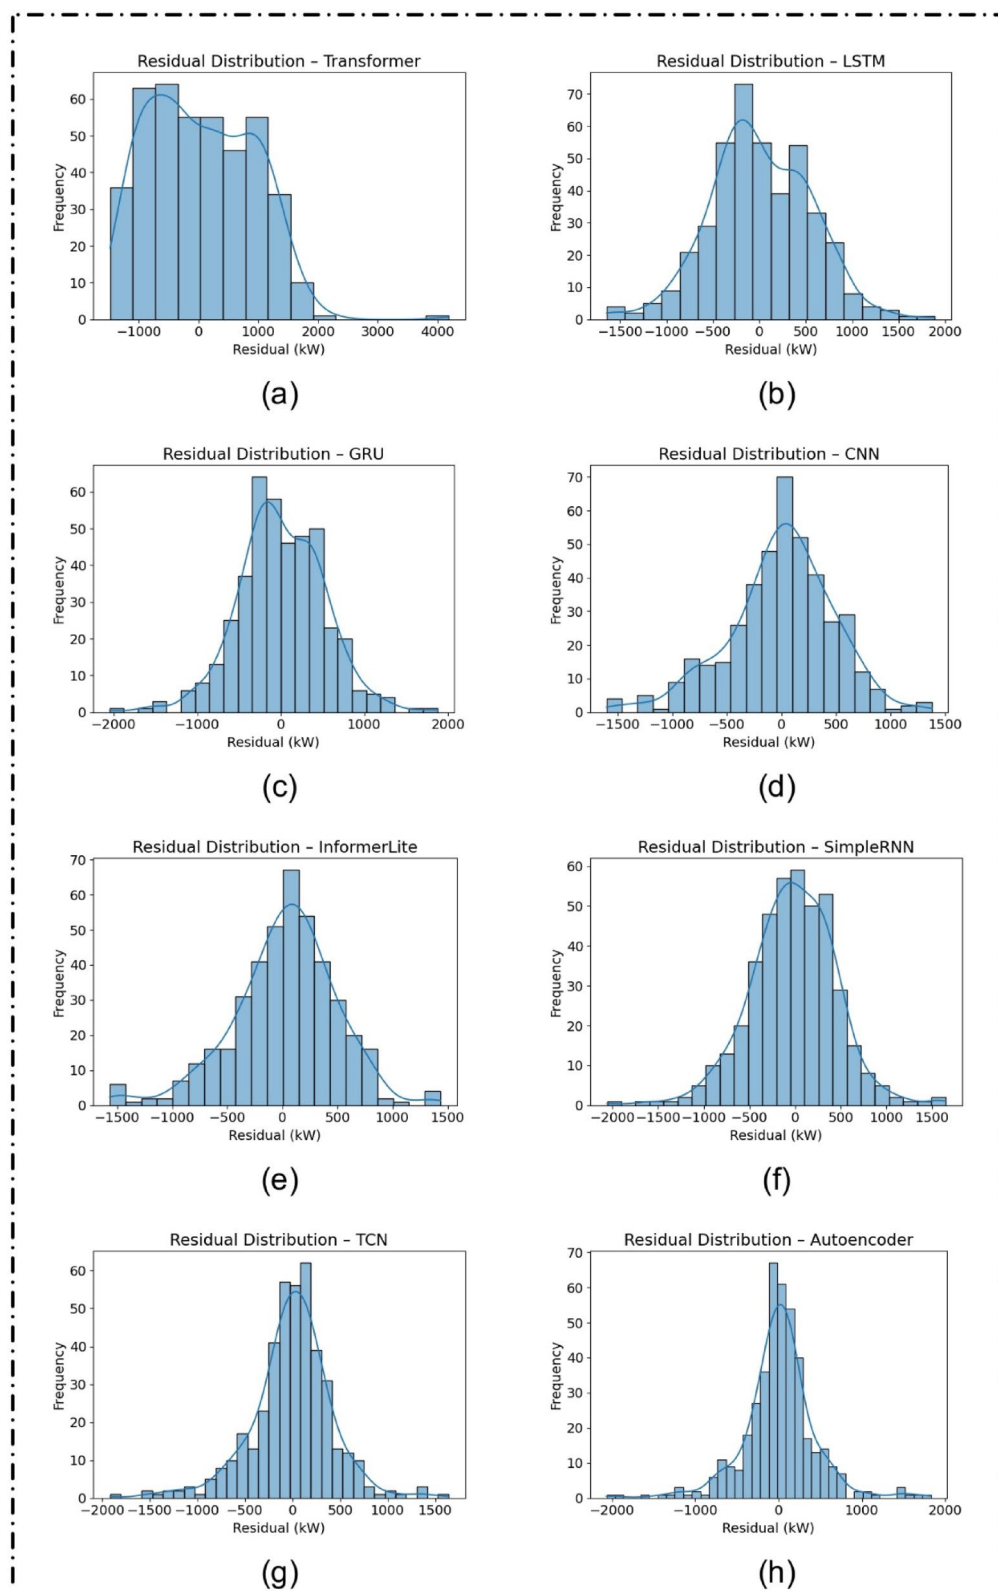 Residual Distribution – Transformer
Frequency
60
50
40
30
20
10
0
−1000 0 1000 2000 3000 4000
Residual (kW)
(a)
Residual Distribution – LSTM
Frequency
70
60
50
40
30
20
10
0
−1500 −1000 −500 0 500 1000 1500 2000
Residual (kW)
(b)
Residual Distribution – GRU
Frequency
60
50
40
30
20
10
0
−2000 −1000 0 1000 2000
Residual (kW)
(c)
Residual Distribution – CNN
Frequency
70
60
50
40
30
20
10
0
−1500 −1000 −500 0 500 1000 1500
Residual (kW)
(d)
Residual Distribution – InformerLite
Frequency
70
60
50
40
30
20
10
0
−1500 −1000 −500 0 500 1000 1500
Residual (kW)
(e)
Residual Distribution – SimpleRNN
Frequency
60
50
40
30
20
10
0
−2000 −1500 −1000 −500 0 500 1000 1500
Residual (kW)
(f)
Residual Distribution – TCN
Frequency
60
50
40
30
20
10
0
−2000 −1500 −1000 −500 0 500 1000 1500
Residual (kW)
(g)
Residual Distribution – Autoencoder
Frequency
70
60
50
40
30
20
10
0
−2000 −1000 0 1000 2000
Residual (kW)
(h)